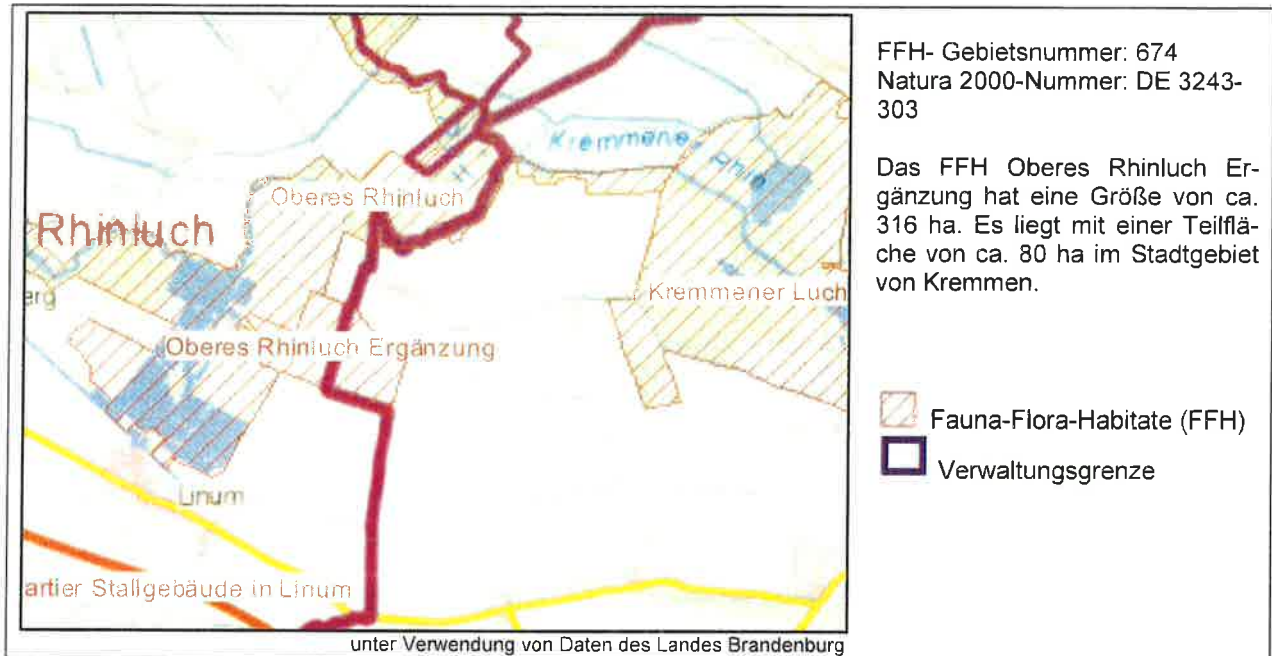 Kremmene Rhin
Oberes Rhinluch
Rhinluch
erg
Kremmener Luch
Oberes Rhinluch Ergänzung
Linum
artier Stallgebäude in Linum
unter Verwendung von Daten des Landes Brandenburg
FFH- Gebietsnummer: 674
Natura 2000-Nummer: DE 3243-
303
Das FFH Oberes Rhinluch Er-
gänzung hat eine Größe von ca.
316 ha. Es liegt mit einer Teilflä-
che von ca. 80 ha im Stadtgebiet
von Kremmen.
Fauna-Flora-Habitate (FFH)
Verwaltungsgrenze